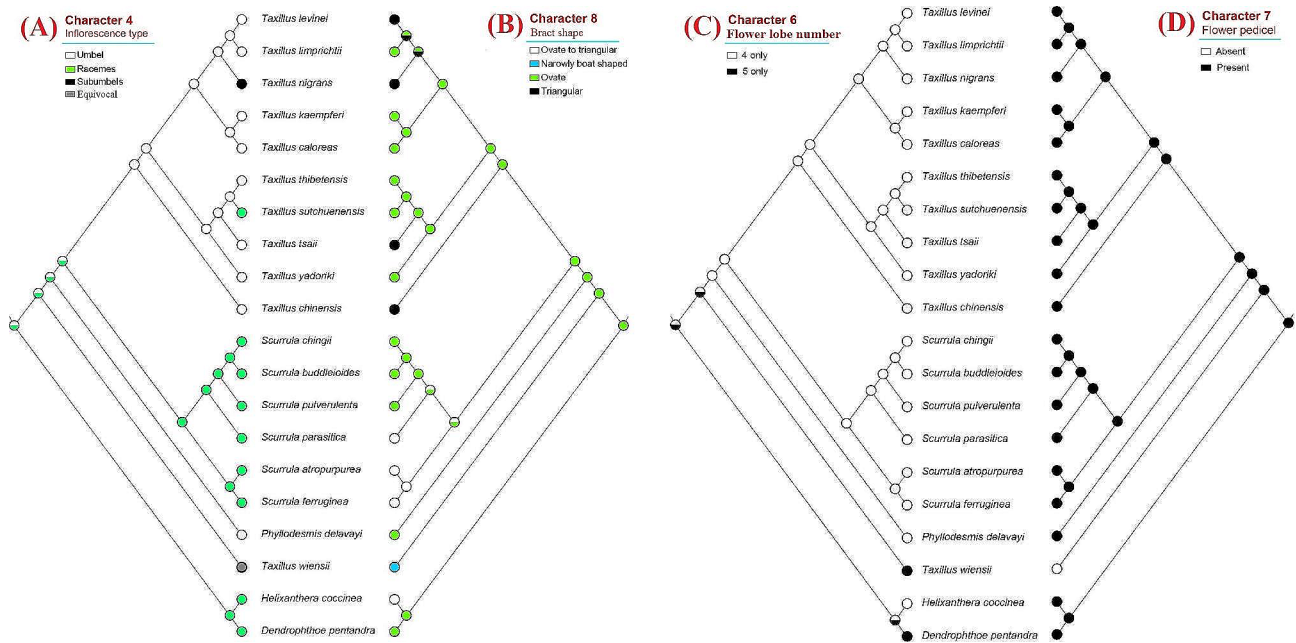 (A) Character 4
Inflorescence type
Umbel
Racemes
Subumbels
Equivocal
(B) Character 8
Bract shape
Ovate to triangular
Narowly boat shaped
Ovate
Triangular
Taxillus levinei
Taxillus limprichtii
Taxillus nigrans
Taxillus kaempferi
Taxillus caloreas
Taxillus thibetensis
Taxillus sutchuenensis
Taxillus tsaii
Taxillus yadoriki
Taxillus chinensis
Scurrula chingii
Scurrula buddleioides
Scurrula pulverulenta
Scurrula parasitica
Scurrula atropurpurea
Scurrula ferruginea
Phyllodesmis delavayi
Taxillus wiensii
Helixanthera coccinea
Dendrophthoe pentandra
(C) Character 6
Flower lobe number
4 only
5 only
(D) Character 7
Flower pedicel
Absent
Present
Taxillus levinei
Taxillus limprichtii
Taxillus nigrans
Taxillus kaempferi
Taxillus caloreas
Taxillus thibetensis
Taxillus sutchuenensis
Taxillus tsaii
Taxillus yadoriki
Taxillus chinensis
Scurrula chingii
Scurrula buddleioides
Scurrula pulverulenta
Scurrula parasitica
Scurrula atropurpurea
Scurrula ferruginea
Phyllodesmis delavayi
Taxillus wiensii
Helixanthera coccinea
Dendrophthoe pentandra